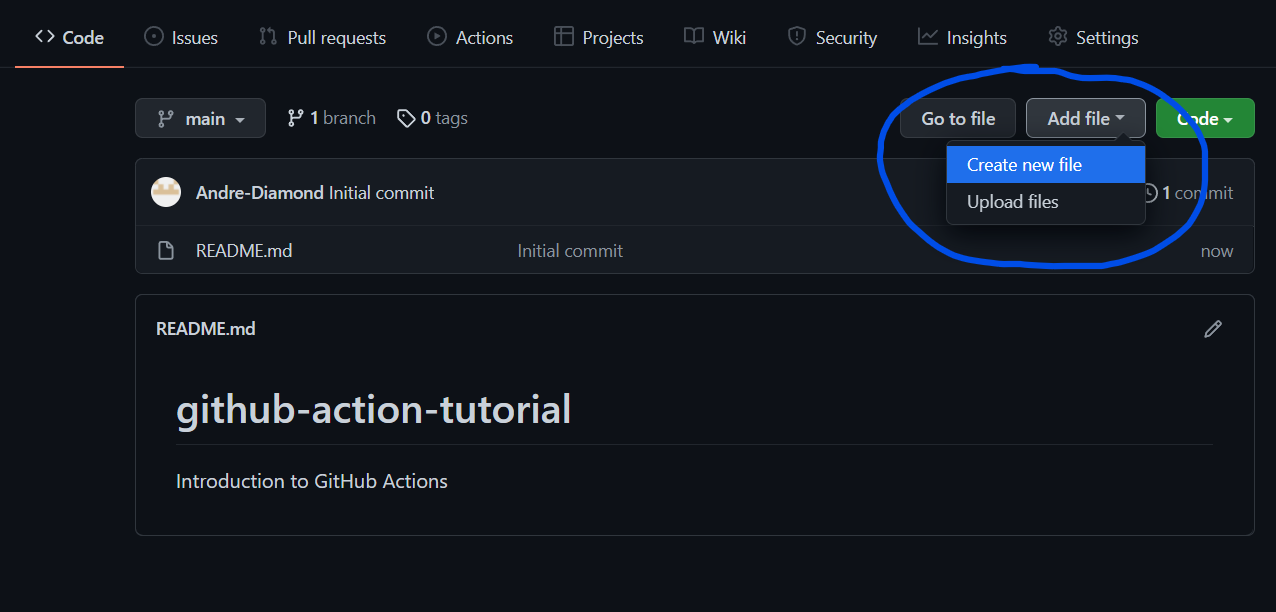 Code Issues Pull requests Actions Projects Wiki Security Insights Settings
main 1 branch 0 tags Go to file Add file Code
Create new file
Upload files
Andre-Diamond Initial commit 1 commit
README.md Initial commit now
README.md
github-action-tutorial
Introduction to GitHub Actions